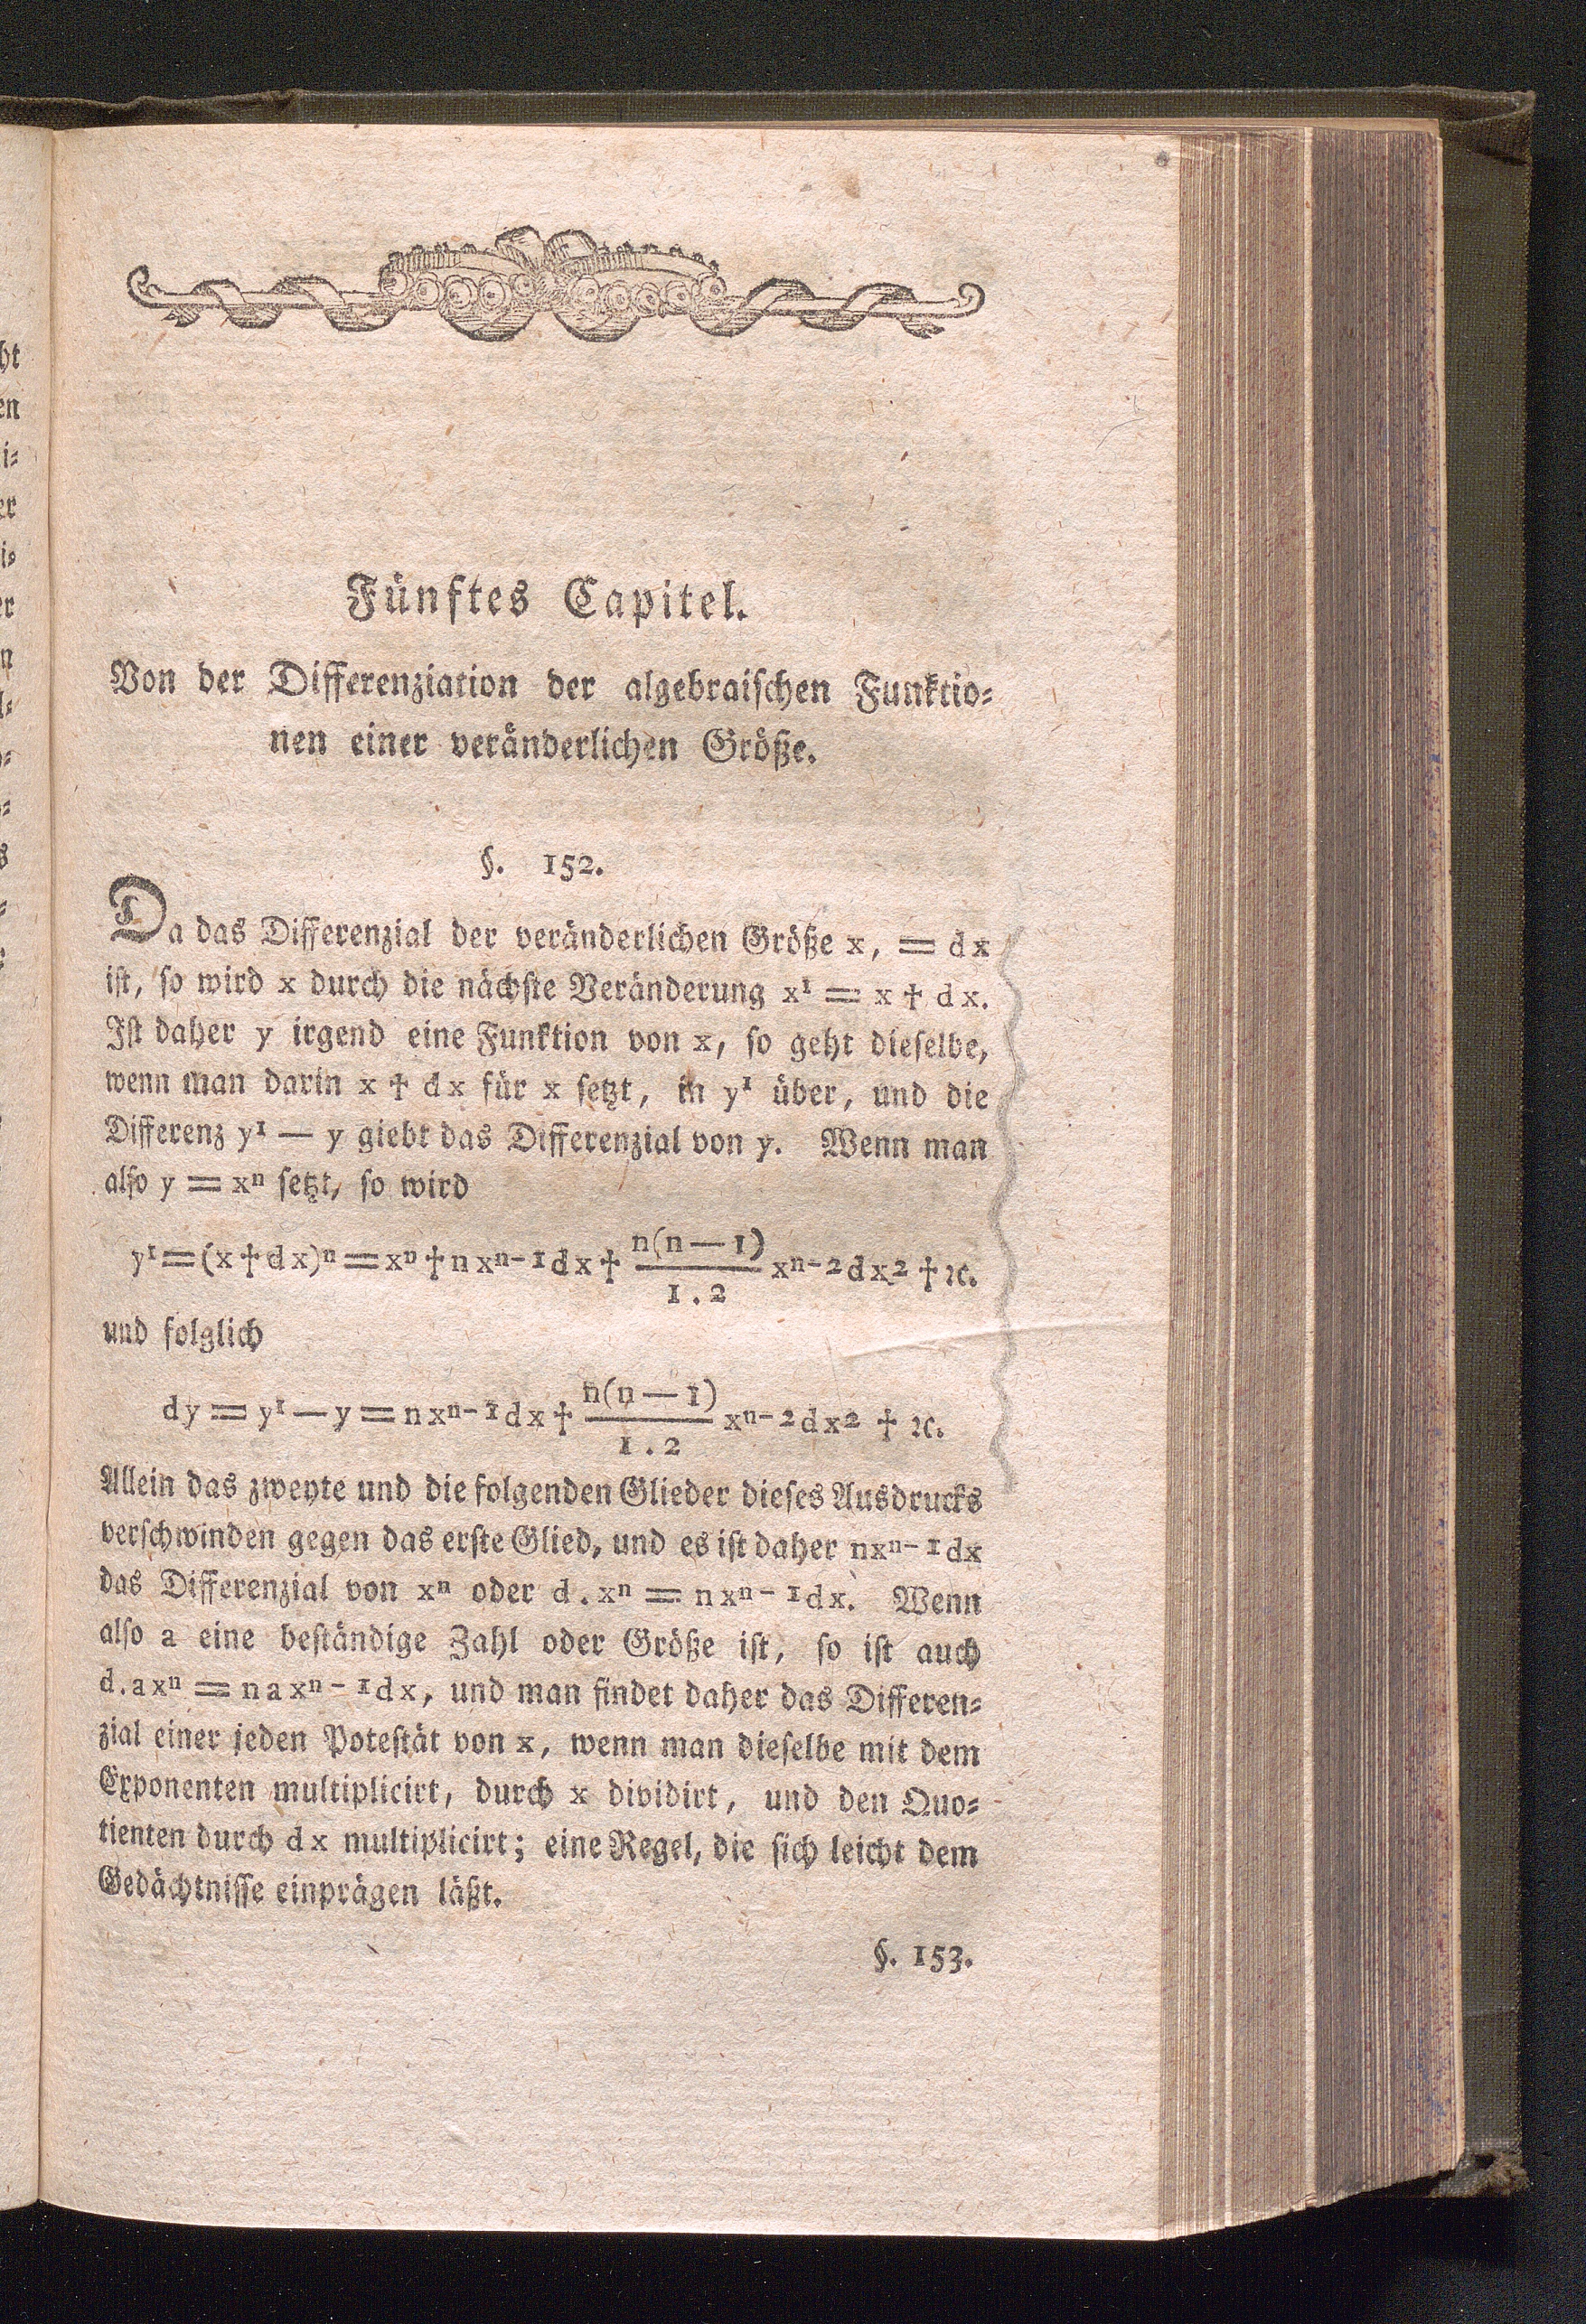 Fünftes Capitel.
Von der Differenziation der algebraischen Funktio-
nen einer veränderlichen Größe.
§. 152.
Da das Differenzial der veränderlichen Größe x, = dx
ist, so wird x durch die nächste Veränderung x¹ = x + dx.
Ist daher y irgend eine Funktion von x, so geht dieselbe,
wenn man darin x + dx für x setzt, in y¹ über, und die
Differenz y¹ — y giebt das Differenzial von y. Wenn man
also y = xⁿ setzt, so wird
y¹ = (x + dx)ⁿ = xⁿ + nxⁿ⁻¹dx + n(n—1)/1.2 xⁿ⁻²dx² + ꝛc.
und folglich
dy = y¹ — y = nxⁿ⁻¹dx + n(n—1)/1.2 xⁿ⁻²dx² + ꝛc.
Allein das zweyte und die folgenden Glieder dieses Ausdrucks
verschwinden gegen das erste Glied, und es ist daher nxⁿ⁻¹dx
das Differenzial von xⁿ oder d.xⁿ = nxⁿ⁻¹dx. Wenn
also a eine beständige Zahl oder Größe ist, so ist auch
d.axⁿ = naxⁿ⁻¹dx, und man findet daher das Differen-
zial einer jeden Potestät von x, wenn man dieselbe mit dem
Exponenten multiplicirt, durch x dividirt, und den Quo-
tienten durch dx multiplicirt; eine Regel, die sich leicht dem
Gedächtnisse einprägen läßt.
§. 153.